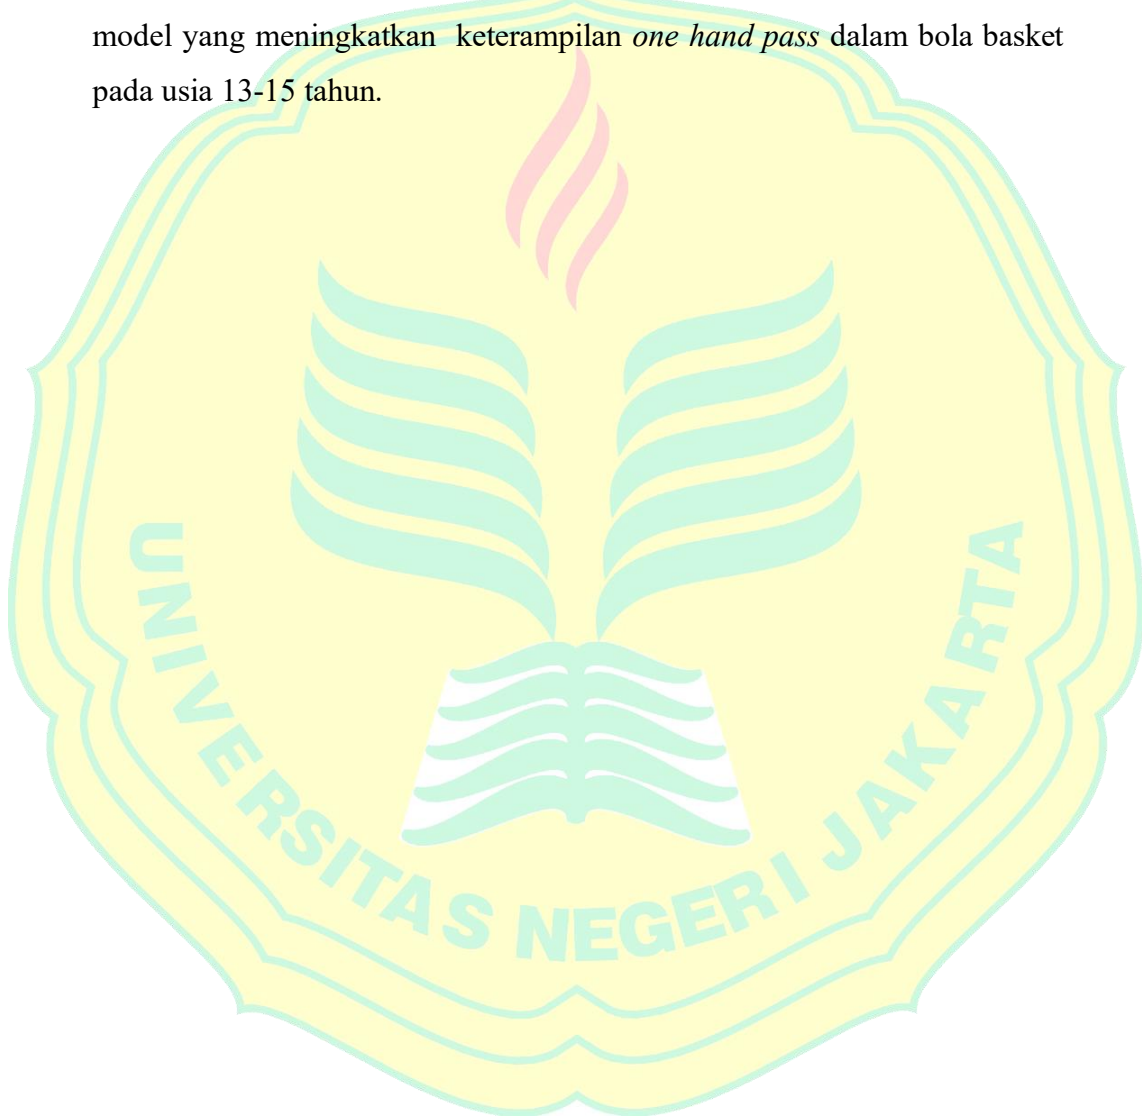 model yang meningkatkan keterampilan one hand pass dalam bola basket
pada usia 13-15 tahun.
UNIVERSITAS NEGERI JAKARTA